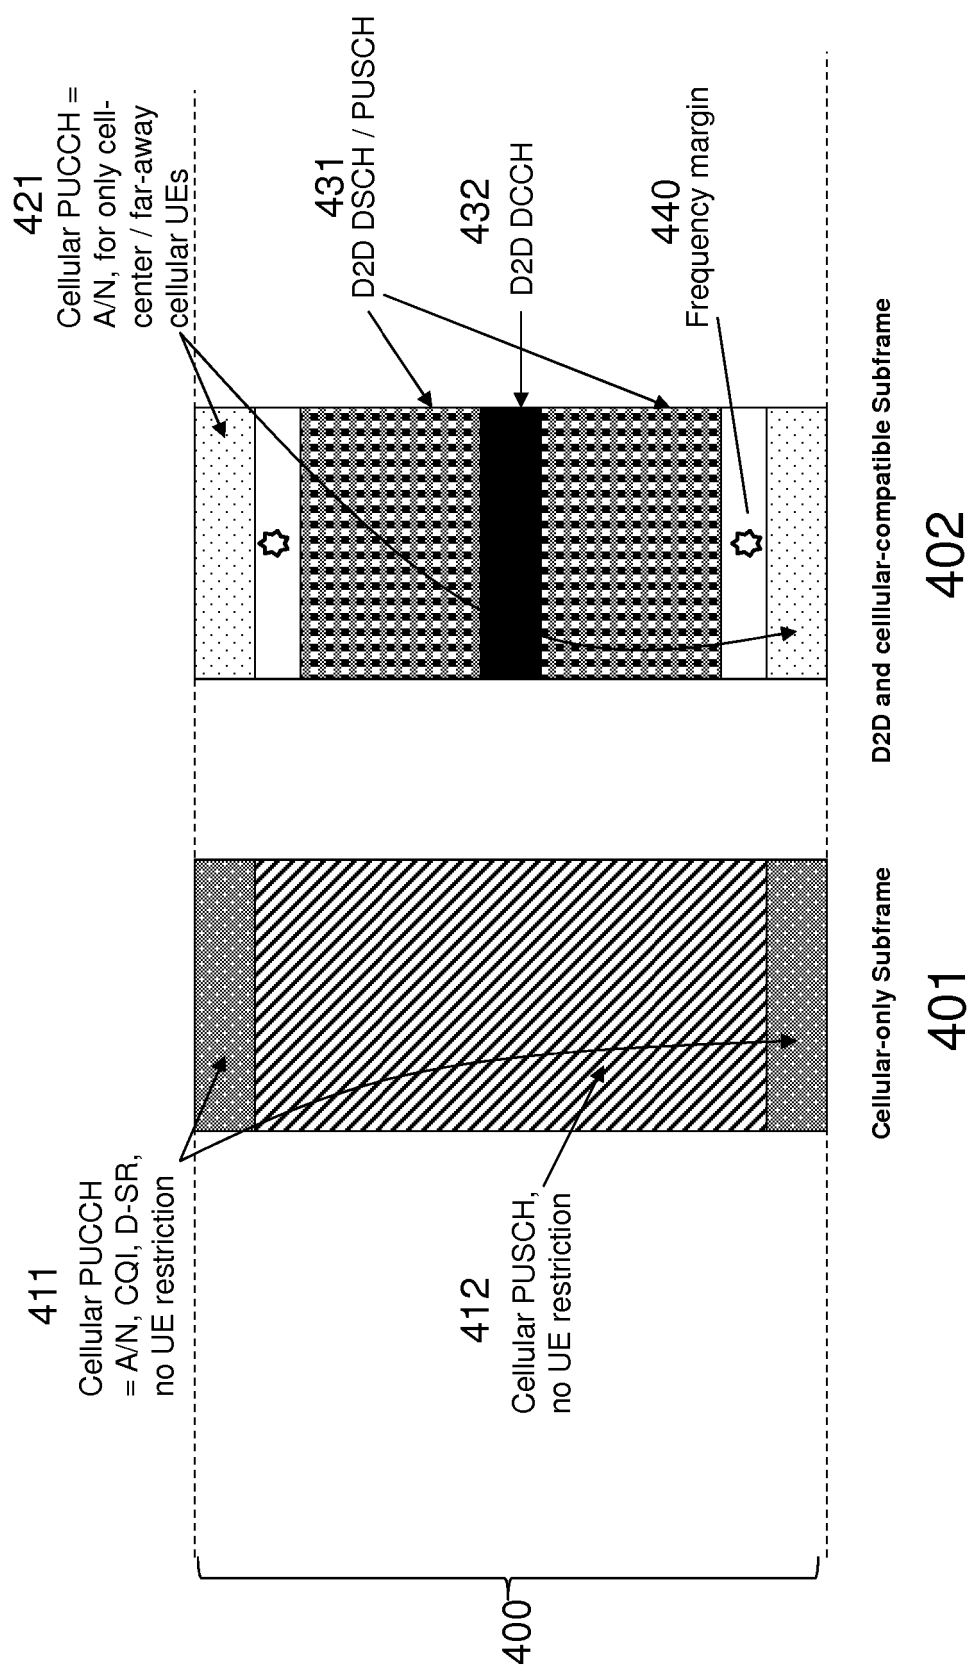 400
411
Cellular PUCCH
= A/N, CQI, D-SR,
no UE restriction
412
Cellular PUSCH,
no UE restriction
Cellular-only Subframe
401
421
Cellular PUCCH =
A/N, for only cell-
center / far-away
cellular UEs
431
D2D DSCH / PUSCH
432
D2D DCCH
440
Frequency margin
D2D and celllular-compatible Subframe
402